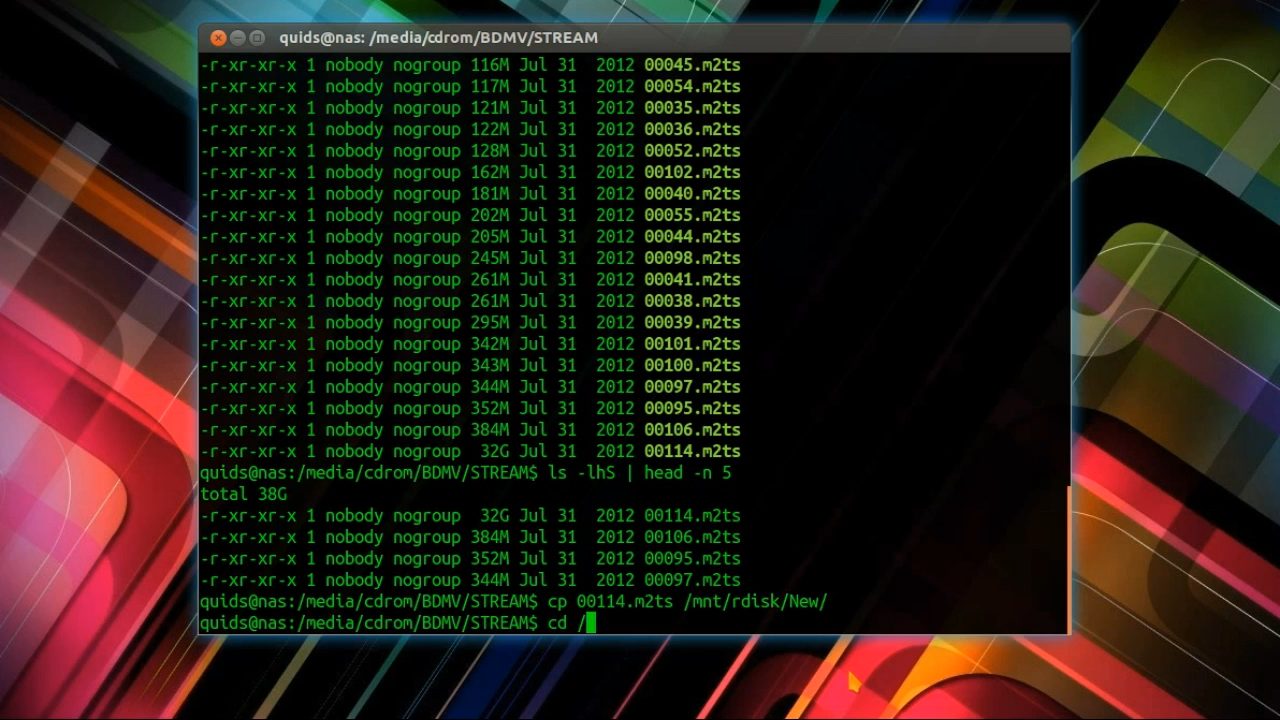 quids@nas: /media/cdrom/BDMV/STREAM
-r-xr-xr-x 1 nobody nogroup 116M Jul 31  2012 00045.m2ts
-r-xr-xr-x 1 nobody nogroup 117M Jul 31  2012 00054.m2ts
-r-xr-xr-x 1 nobody nogroup 121M Jul 31  2012 00035.m2ts
-r-xr-xr-x 1 nobody nogroup 122M Jul 31  2012 00036.m2ts
-r-xr-xr-x 1 nobody nogroup 128M Jul 31  2012 00052.m2ts
-r-xr-xr-x 1 nobody nogroup 162M Jul 31  2012 00102.m2ts
-r-xr-xr-x 1 nobody nogroup 181M Jul 31  2012 00040.m2ts
-r-xr-xr-x 1 nobody nogroup 202M Jul 31  2012 00055.m2ts
-r-xr-xr-x 1 nobody nogroup 205M Jul 31  2012 00044.m2ts
-r-xr-xr-x 1 nobody nogroup 245M Jul 31  2012 00098.m2ts
-r-xr-xr-x 1 nobody nogroup 261M Jul 31  2012 00041.m2ts
-r-xr-xr-x 1 nobody nogroup 261M Jul 31  2012 00038.m2ts
-r-xr-xr-x 1 nobody nogroup 295M Jul 31  2012 00039.m2ts
-r-xr-xr-x 1 nobody nogroup 342M Jul 31  2012 00101.m2ts
-r-xr-xr-x 1 nobody nogroup 343M Jul 31  2012 00100.m2ts
-r-xr-xr-x 1 nobody nogroup 344M Jul 31  2012 00097.m2ts
-r-xr-xr-x 1 nobody nogroup 352M Jul 31  2012 00095.m2ts
-r-xr-xr-x 1 nobody nogroup 384M Jul 31  2012 00106.m2ts
-r-xr-xr-x 1 nobody nogroup  32G Jul 31  2012 00114.m2ts
quids@nas:/media/cdrom/BDMV/STREAM$ ls -lhS | head -n 5
total 38G
-r-xr-xr-x 1 nobody nogroup  32G Jul 31  2012 00114.m2ts
-r-xr-xr-x 1 nobody nogroup 384M Jul 31  2012 00106.m2ts
-r-xr-xr-x 1 nobody nogroup 352M Jul 31  2012 00095.m2ts
-r-xr-xr-x 1 nobody nogroup 344M Jul 31  2012 00097.m2ts
quids@nas:/media/cdrom/BDMV/STREAM$ cp 00114.m2ts /mnt/rdisk/New/
quids@nas:/media/cdrom/BDMV/STREAM$ cd /